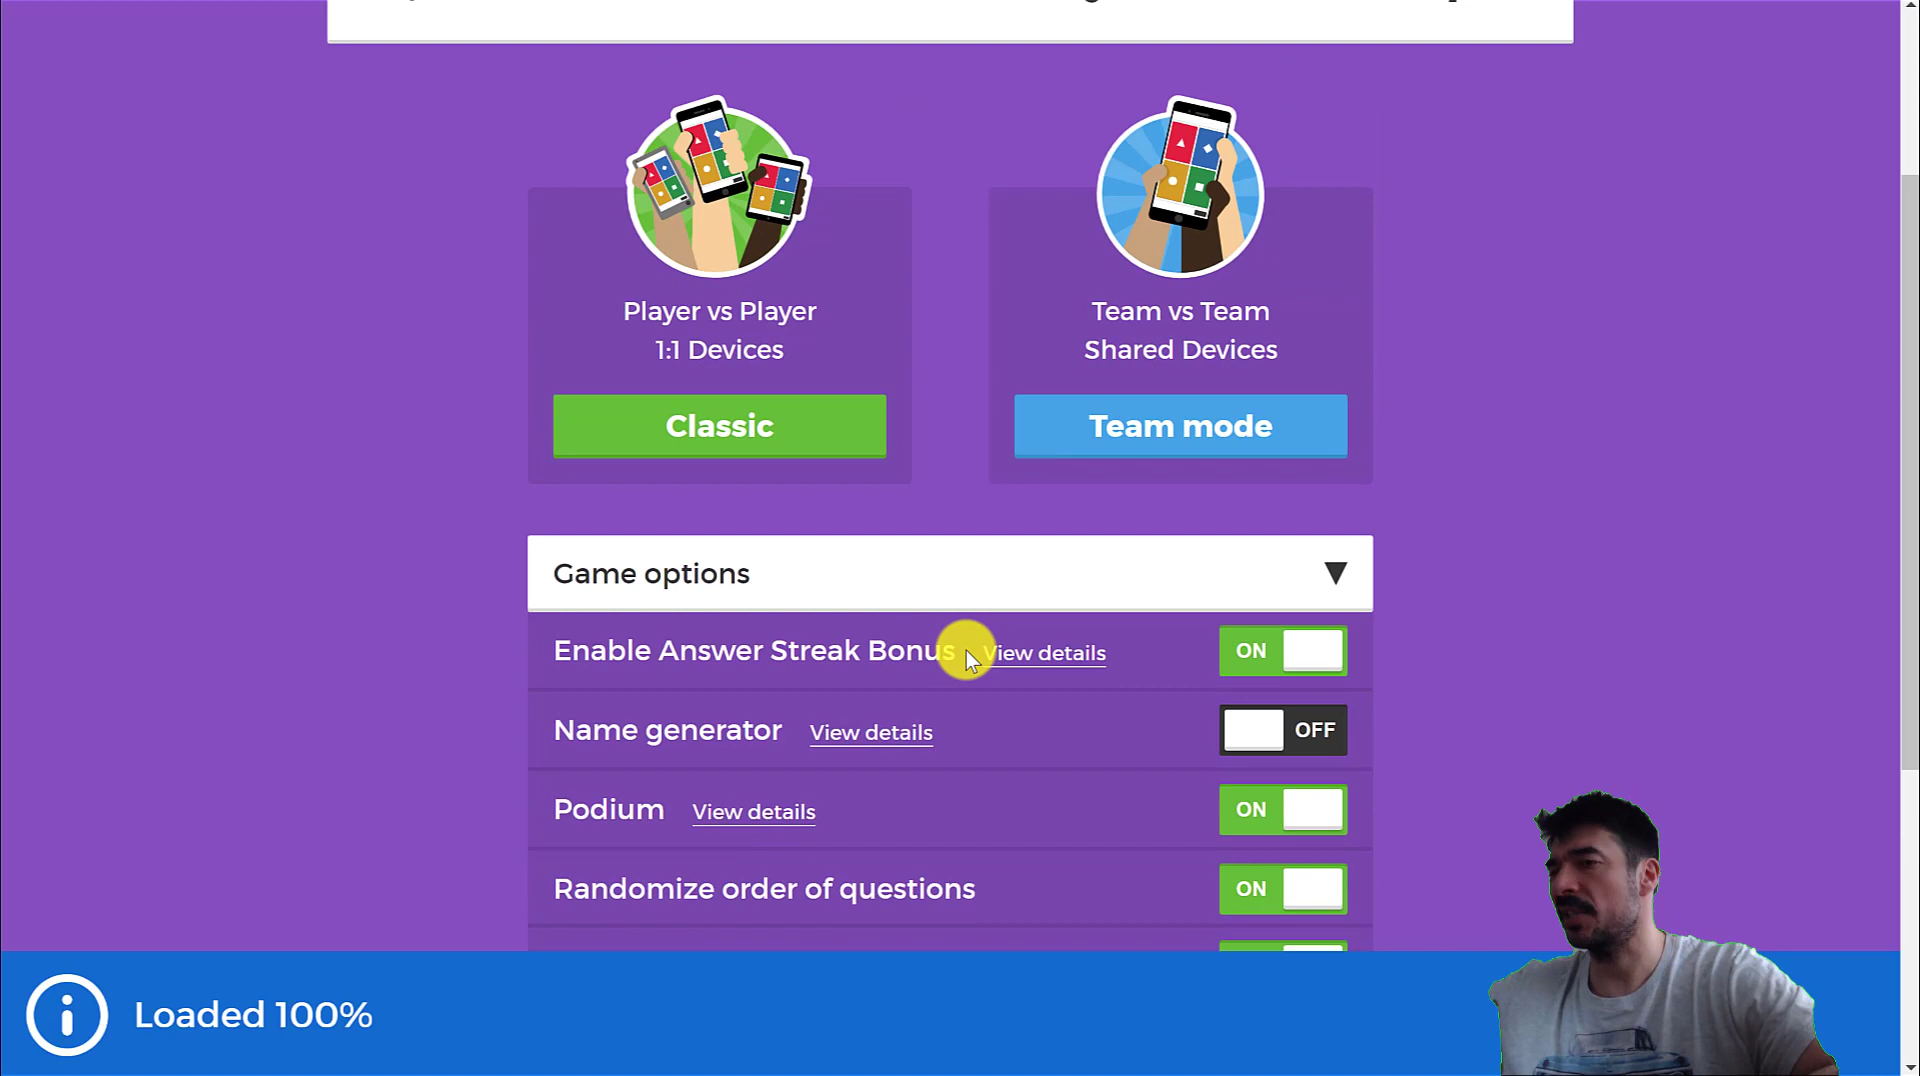 Player vs Player
1:1 Devices
Classic
Team vs Team
Shared Devices
Team mode
Game options
Enable Answer Streak Bonus View details
ON
Name generator View details
OFF
Podium View details
ON
Randomize order of questions
ON
Loaded 100%